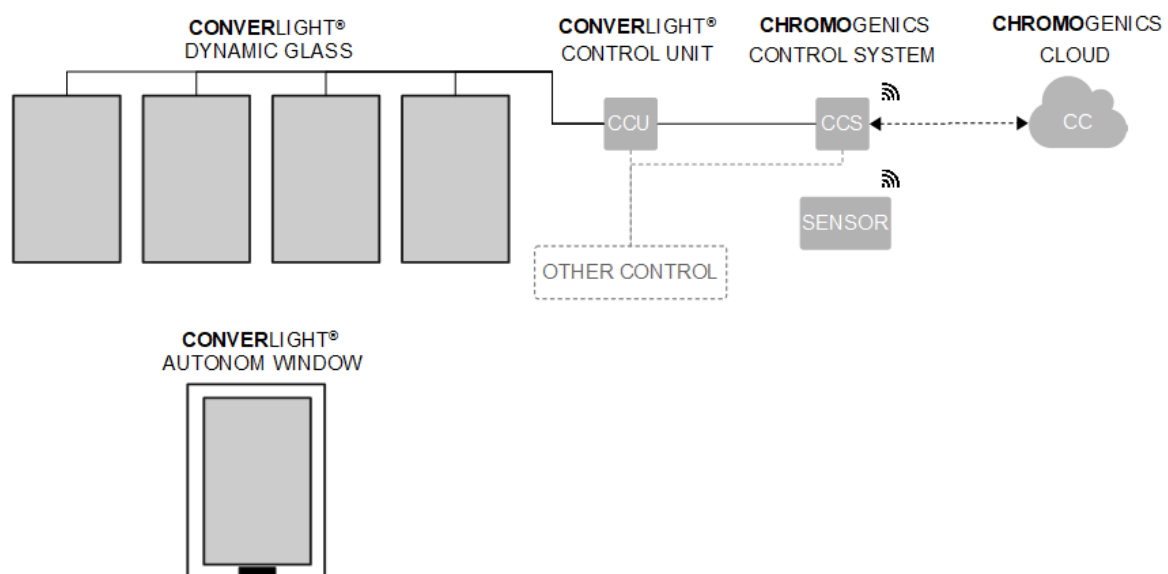 CONVERLIGHT®
DYNAMIC GLASS
CONVERLIGHT®
CONTROL UNIT
CHROMOGENICS
CONTROL SYSTEM
CHROMOGENICS
CLOUD
CCU
CCS
CC
SENSOR
OTHER CONTROL
CONVERLIGHT®
AUTONOM WINDOW